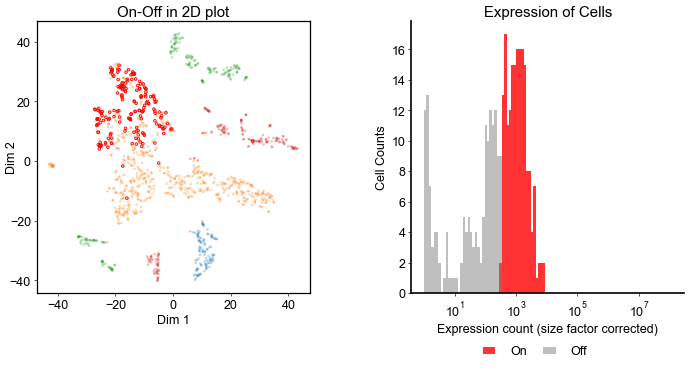 On-Off in 2D plot
Expression of Cells
40
20
0
−20
−40
Dim 2
−40 −20 0 20 40
Dim 1
16
14
12
10
8
6
4
2
0
Cell Counts
10^1 10^3 10^5 10^7
Expression count (size factor corrected)
On Off